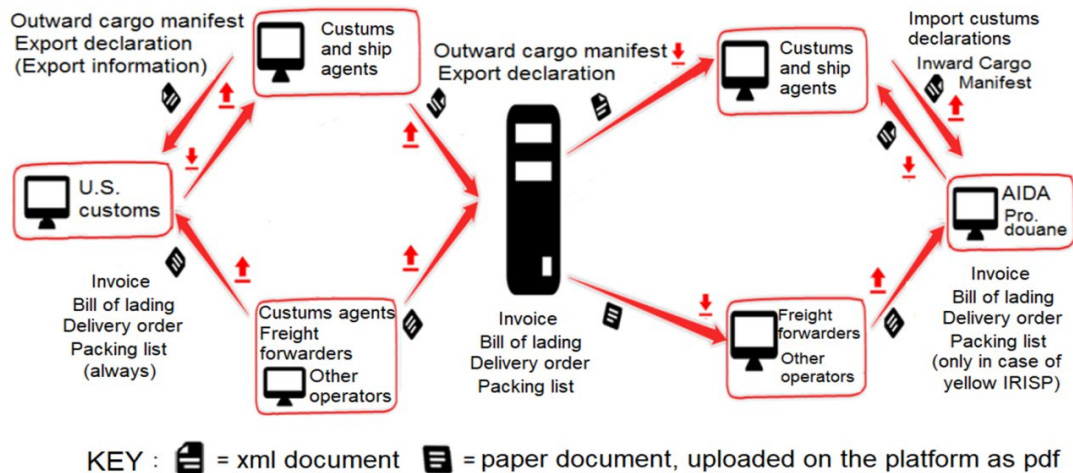 Outward cargo manifest
Export declaration
(Export information)
Customs
and ship
agents
Outward cargo manifest
Export declaration
Customs
and ship
agents
Import customs
declarations
Inward Cargo
Manifest
U.S.
customs
AIDA
Pro.
douane
Invoice
Bill of lading
Delivery order
Packing list
(always)
Customs agents
Freight
forwarders
Other
operators
Invoice
Bill of lading
Delivery order
Packing list
Freight
forwarders
Other
operators
Invoice
Bill of lading
Delivery order
Packing list
(only in case of
yellow IRISP)
KEY : = xml document = paper document, uploaded on the platform as pdf